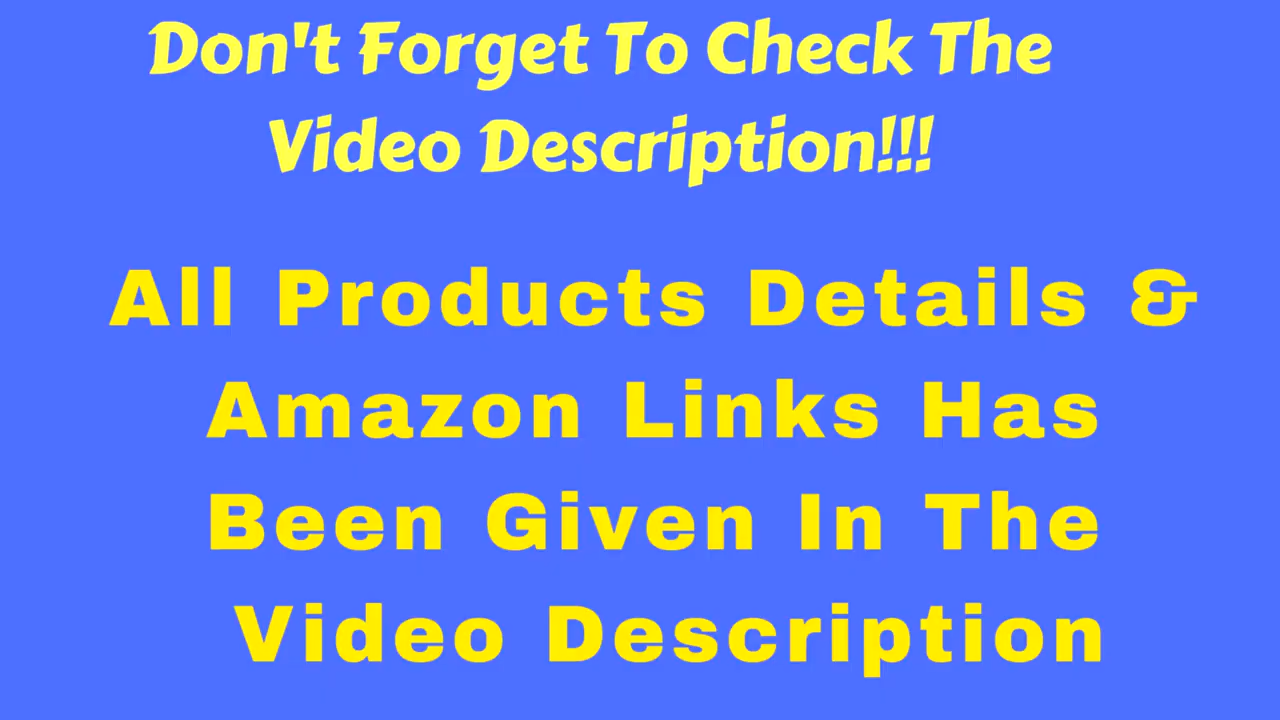 Don't Forget To Check The
Video Description!!!
All Products Details &
Amazon Links Has
Been Given In The
Video Description